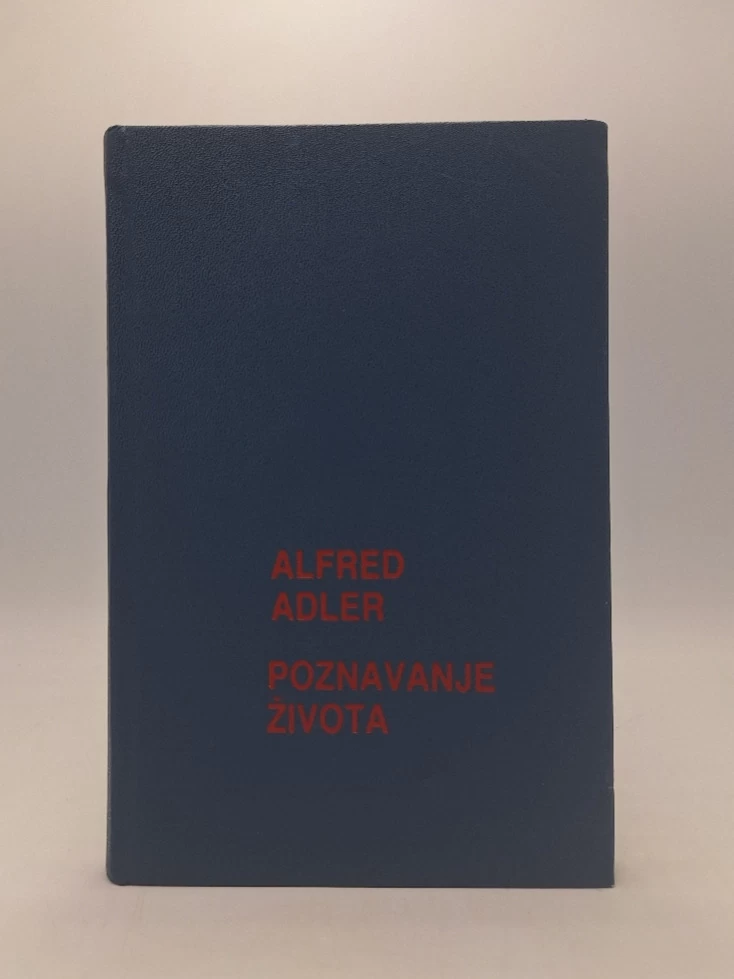 ALFRED
ADLER
POZNAVANJE
ŽIVOTA